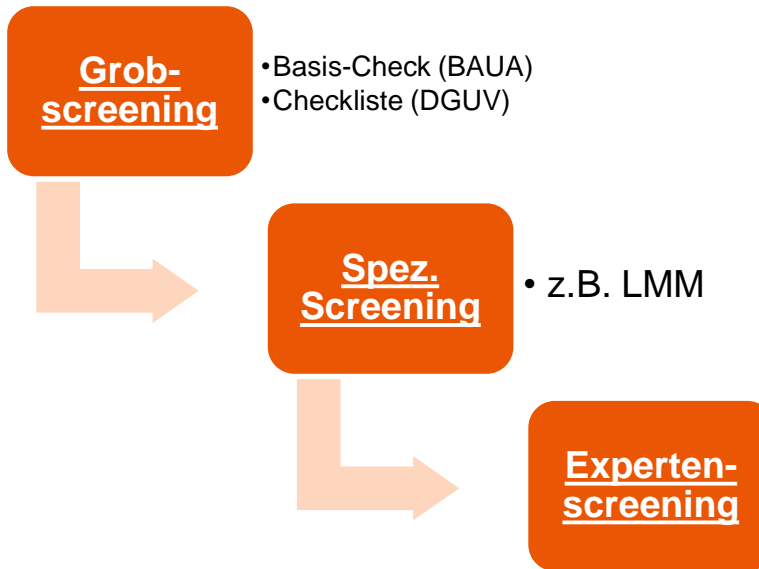 Grob-
screening
•Basis-Check (BAUA)
•Checkliste (DGUV)
Spez.
Screening
• z.B. LMM
Experten-
screening